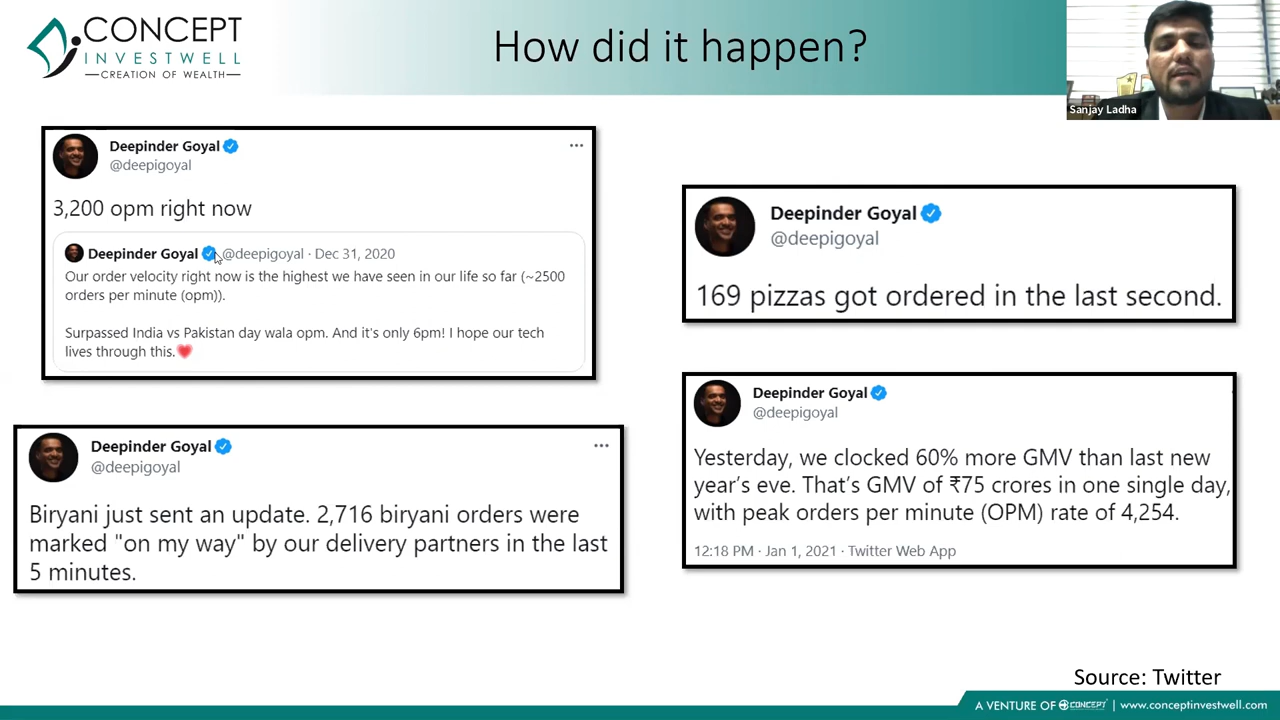 CONCEPT
INVESTWELL
CREATION OF WEALTH
How did it happen?
Sanjay Ladha
Deepinder Goyal
@deepigoyal
3,200 opm right now
Deepinder Goyal @deepigoyal · Dec 31, 2020
Our order velocity right now is the highest we have seen in our life so far (~2500
orders per minute (opm)).
Surpassed India vs Pakistan day wala opm. And it's only 6pm! I hope our tech
lives through this.❤️
Deepinder Goyal
@deepigoyal
169 pizzas got ordered in the last second.
Deepinder Goyal
@deepigoyal
Biryani just sent an update. 2,716 biryani orders were
marked "on my way" by our delivery partners in the last
5 minutes.
Deepinder Goyal
@deepigoyal
Yesterday, we clocked 60% more GMV than last new
year's eve. That's GMV of ₹75 crores in one single day,
with peak orders per minute (OPM) rate of 4,254.
12:18 PM · Jan 1, 2021 · Twitter Web App
Source: Twitter
A VENTURE OF CONCEPT | www.conceptinvestwell.com